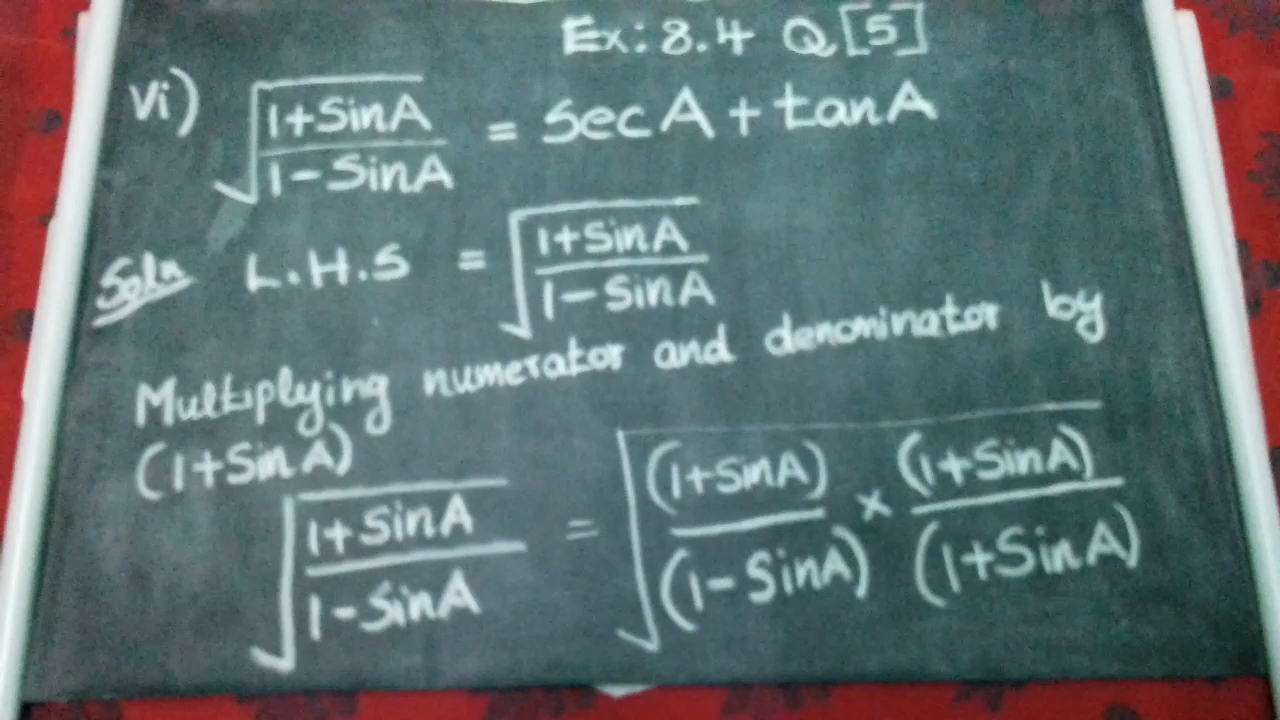 Ex: 8.4 Q [5]
Vi) √(1+SinA / 1-SinA) = SecA + tanA
Soln L.H.S = √(1+SinA / 1-SinA)
Multiplying numerator and denominator by
(1+SinA)
√(1+SinA / 1-SinA) = √((1+SinA) / (1-SinA) × (1+SinA) / (1+SinA))